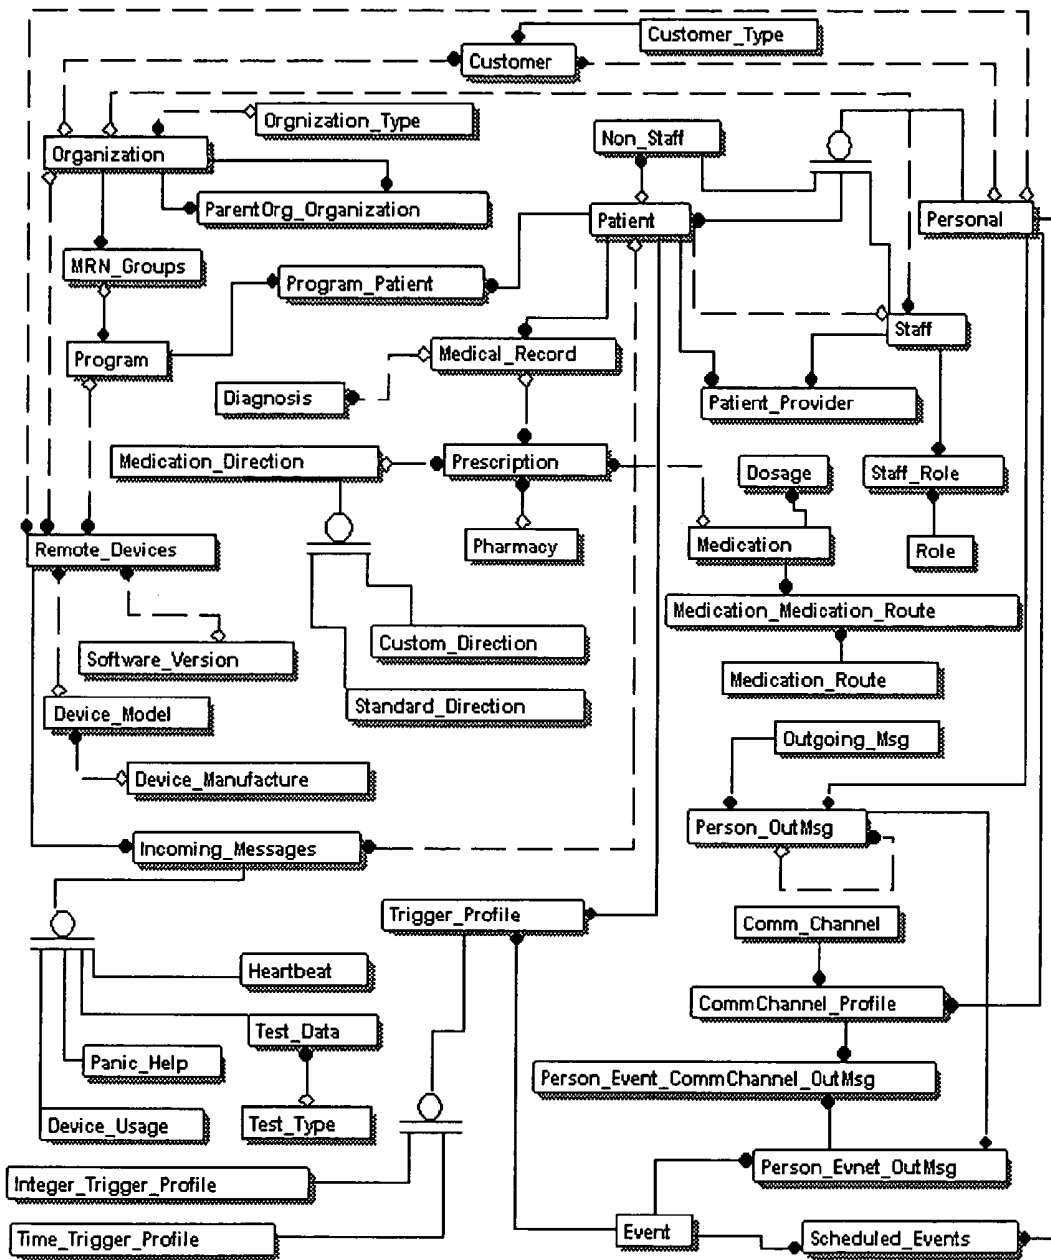 Customer_Type
Customer
Orgnization_Type
Non_Staff
Organization
ParentOrg_Organization
Patient
Personal
MRN_Groups
Program_Patient
Staff
Program
Medical_Record
Diagnosis
Patient_Provider
Medication_Direction
Prescription
Dosage
Staff_Role
Remote_Devices
Pharmacy
Medication
Role
Medication_Medication_Route
Custom_Direction
Software_Version
Medication_Route
Device_Model
Standard_Direction
Outgoing_Msg
Device_Manufacture
Person_OutMsg
Incoming_Messages
Trigger_Profile
Comm_Channel
Heartbeat
CommChannel_Profile
Test_Data
Panic_Help
Person_Event_CommChannel_OutMsg
Device_Usage
Test_Type
Person_Evnet_OutMsg
Integer_Trigger_Profile
Event
Time_Trigger_Profile
Scheduled_Events